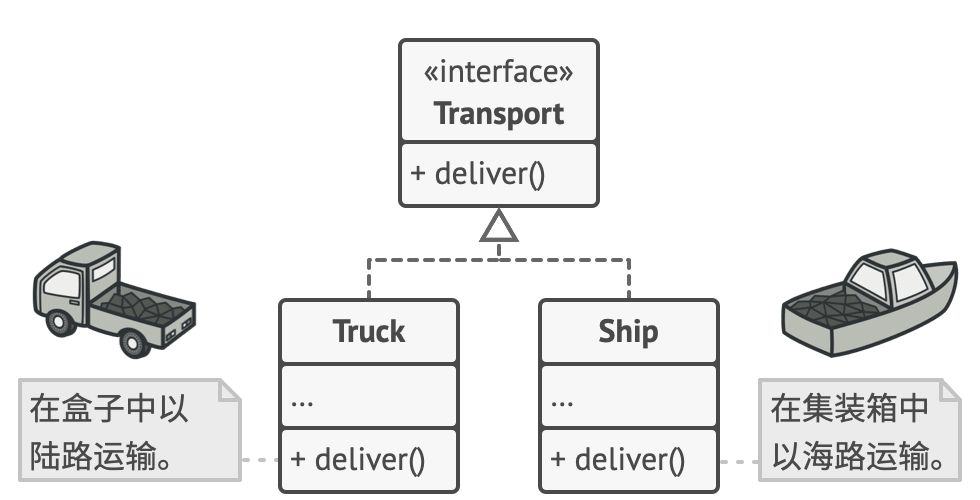 «interface»
Transport
+ deliver()
Truck
...
+ deliver()
Ship
...
+ deliver()
在盒子中以
陆路运输。
在集装箱中
以海路运输。